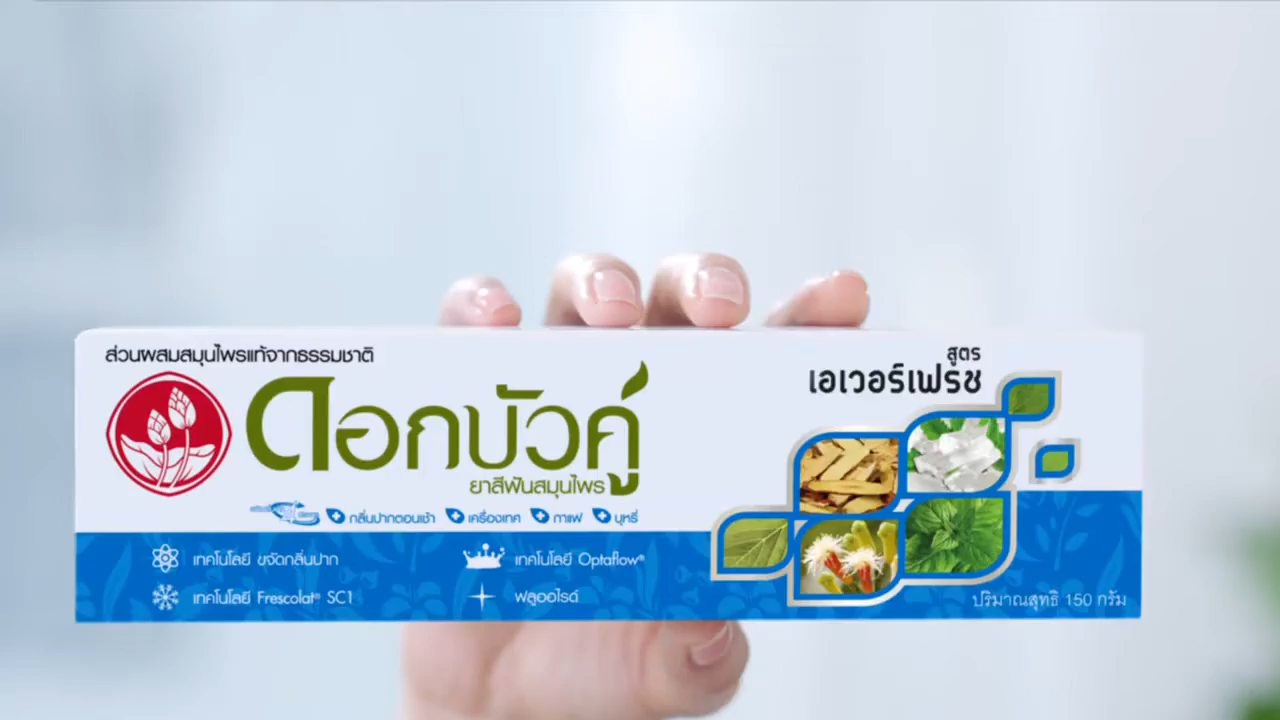 ส่วนผสมสมุนไพรแท้จากธรรมชาติ
ดอกบัวคู่
ยาสีฟันสมุนไพร
กลิ่นปากตอนเช้า เครื่องเทศ กาแฟ บุหรี่
เทคโนโลยี ขจัดกลิ่นปาก
เทคโนโลยี Optaflow®
เทคโนโลยี Frescolat® SC1
ฟลูออไรด์
สูตร
เอเวอร์เฟรช
ปริมาณสุทธิ 150 กรัม